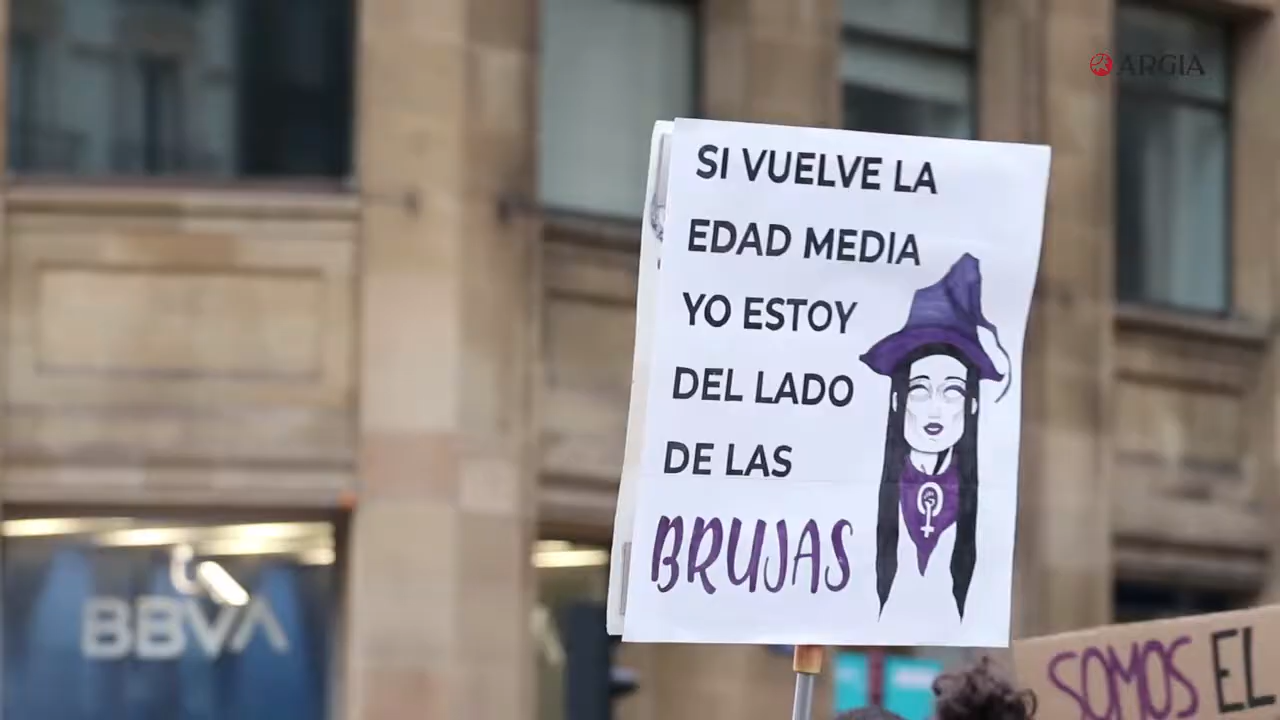 ARGIA
SI VUELVE LA
EDAD MEDIA
YO ESTOY
DEL LADO
DE LAS
BRUJAS
BBVA
SOMOS EL